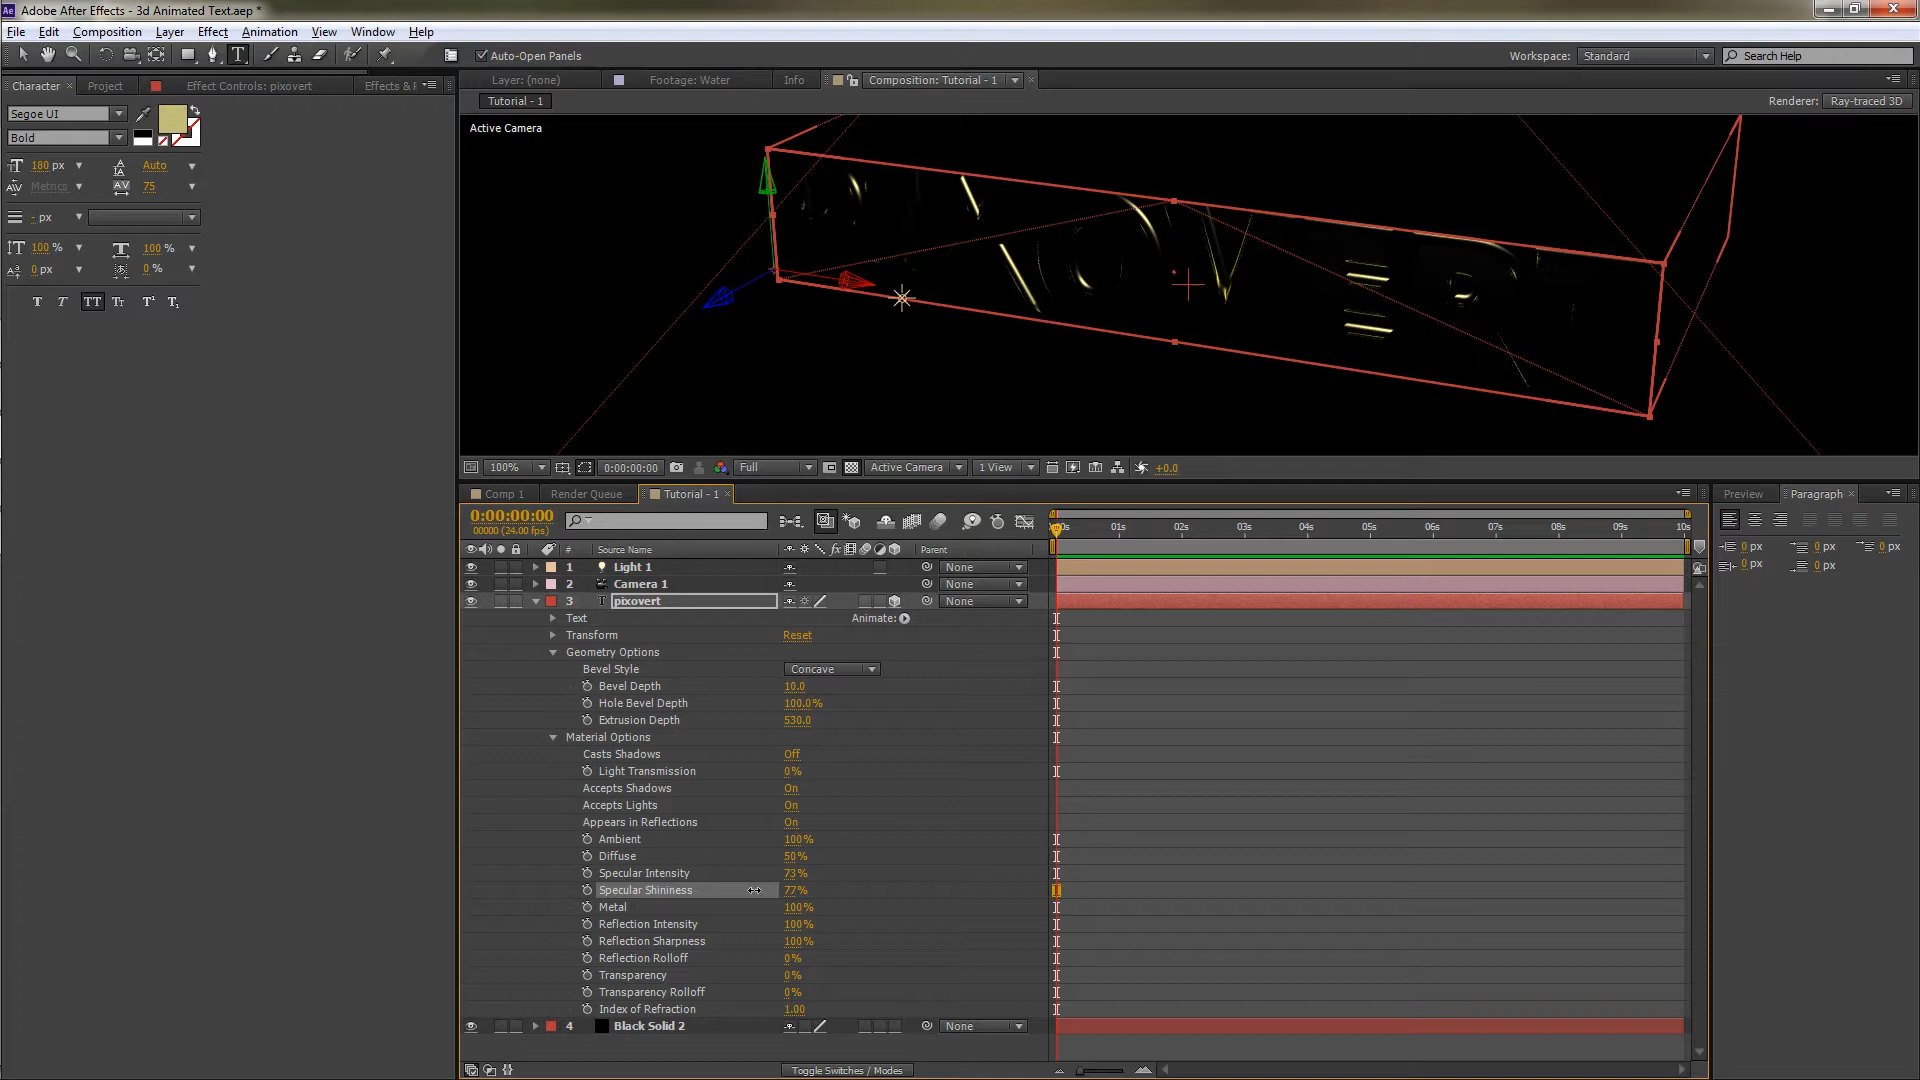 Ae Adobe After Effects - 3d Animated Text.aep *
File Edit Composition Layer Effect Animation View Window Help
Auto-Open Panels
Workspace: Standard Search Help
Character Project Effect Controls: pixovert Effects &
Layer: (none) Footage: Water Info Composition: Tutorial - 1
Tutorial - 1 Renderer: Ray-traced 3D
Segoe UI
Bold
180 px Auto
Metrics 75
- px
100 % 100 %
0 px 0 %
T T TT Tt T¹ T₁
Active Camera
100% 0:00:00:00 Full Active Camera 1 View +0.0
Comp 1 Render Queue Tutorial - 1
Preview Paragraph
0:00:00:00
00000 (24.00 fps)
01s 02s 03s 04s 05s 06s 07s 08s 09s 10s
# Source Name Parent
1 Light 1 None
2 Camera 1 None
3 T pixovert None
Text Animate:
Transform Reset
Geometry Options
Bevel Style Concave
Bevel Depth 10.0
Hole Bevel Depth 100.0%
Extrusion Depth 530.0
Material Options
Casts Shadows Off
Light Transmission 0%
Accepts Shadows On
Accepts Lights On
Appears in Reflections On
Ambient 100%
Diffuse 50%
Specular Intensity 73%
Specular Shininess 77%
Metal 100%
Reflection Intensity 100%
Reflection Sharpness 100%
Reflection Rolloff 0%
Transparency 0%
Transparency Rolloff 0%
Index of Refraction 1.00
4 Black Solid 2 None
Toggle Switches / Modes
0 px 0 px 0 px
0 px 0 px